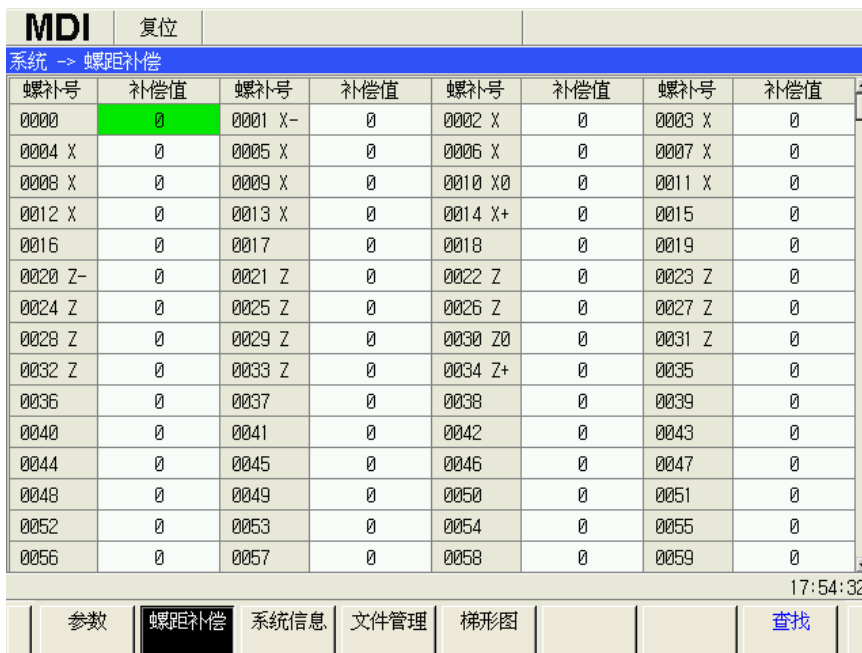 MDI 复位
系统 -> 螺距补偿
螺补号 补偿值 螺补号 补偿值 螺补号 补偿值 螺补号 补偿值
0000 0 0001 X- 0 0002 X 0 0003 X 0
0004 X 0 0005 X 0 0006 X 0 0007 X 0
0008 X 0 0009 X 0 0010 X0 0 0011 X 0
0012 X 0 0013 X 0 0014 X+ 0 0015 0
0016 0 0017 0 0018 0 0019 0
0020 Z- 0 0021 Z 0 0022 Z 0 0023 Z 0
0024 Z 0 0025 Z 0 0026 Z 0 0027 Z 0
0028 Z 0 0029 Z 0 0030 Z0 0 0031 Z 0
0032 Z 0 0033 Z 0 0034 Z+ 0 0035 0
0036 0 0037 0 0038 0 0039 0
0040 0 0041 0 0042 0 0043 0
0044 0 0045 0 0046 0 0047 0
0048 0 0049 0 0050 0 0051 0
0052 0 0053 0 0054 0 0055 0
0056 0 0057 0 0058 0 0059 0
17:54:32
参数 螺距补偿 系统信息 文件管理 梯形图 查找